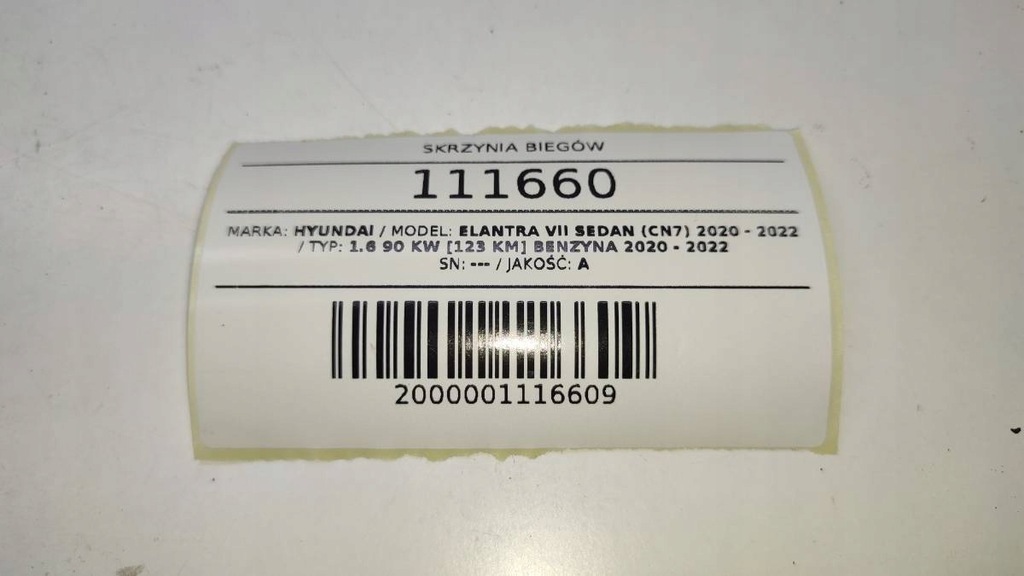 SKRZYNIA BIEGÓW
111660
MARKA: HYUNDAI / MODEL: ELANTRA VII SEDAN (CN7) 2020 - 2022
/ TYP: 1.6 90 KW [123 KM] BENZYNA 2020 - 2022
SN: --- / JAKOŚĆ: A
2000001116609